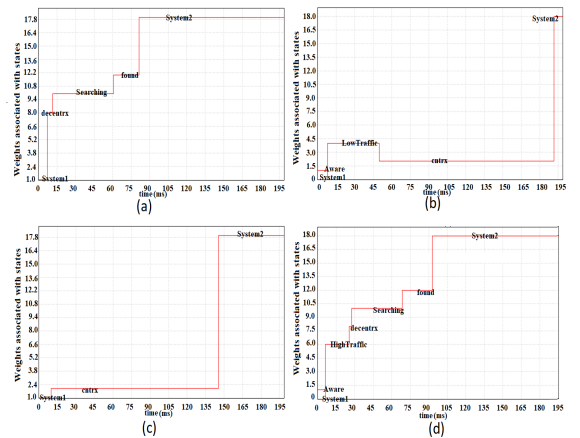 Weights associated with states
17.8
16.4
15.0
13.6
12.2
10.8
9.4
8.0
6.6
5.2
3.8
2.4
1.0
System2
found
Searching
decentrx
System1
0 15 30 45 60 75 90 105 120 135 150 165 180 195
time (ms)
(a)
Weights associated with states
18.0
16.5
15.0
13.5
12.0
10.5
9.0
7.5
6.0
4.5
3.0
1.5
System2
LowTraffic
cntrx
Aware
System1
0 15 30 45 60 75 90 105 120 135 150 165 180 195
time (ms)
(b)
Weights associated with states
17.8
16.4
15.0
13.6
12.2
10.8
9.4
8.0
6.6
5.2
3.8
2.4
1.0
System2
cntrx
System1
0 15 30 45 60 75 90 105 120 135 150 165 180 195
time (ms)
(c)
Weights associated with states
18.0
16.5
15.0
13.5
12.0
10.5
9.0
7.5
6.0
4.5
3.0
1.5
System2
found
Searching
decentrx
HighTraffic
Aware
System1
0 15 30 45 60 75 90 105 120 135 150 165 180 195
time (ms)
(d)